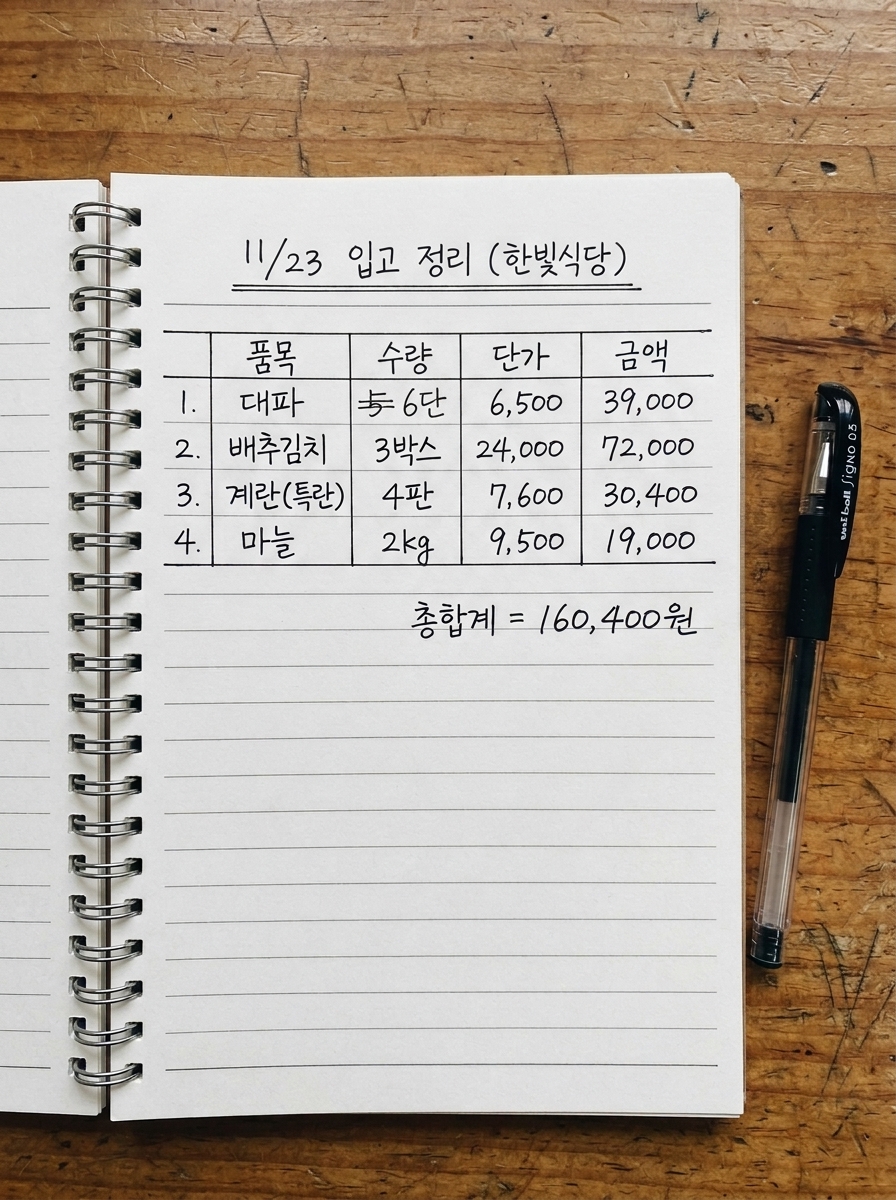 11/23 입고 정리 (한빛식당)
품목 수량 단가 금액
1. 대파 5 6단 6,500 39,000
2. 배추김치 3박스 24,000 72,000
3. 계란(특란) 4판 7,600 30,400
4. 마늘 2kg 9,500 19,000
총합계 = 160,400원
uni-ball Signo 0.5